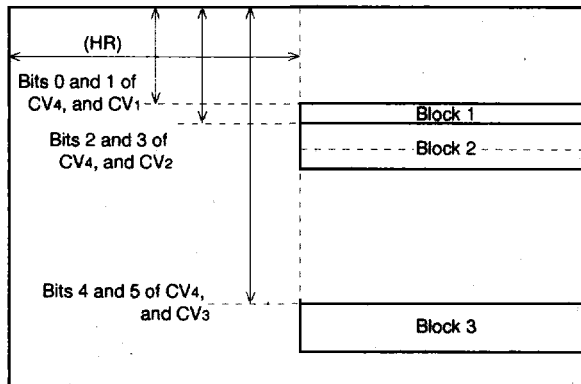 (HR)
Bits 0 and 1 of
CV4, and CV1
Block 1
Bits 2 and 3 of
CV4, and CV2
Block 2
Bits 4 and 5 of CV4,
and CV3
Block 3